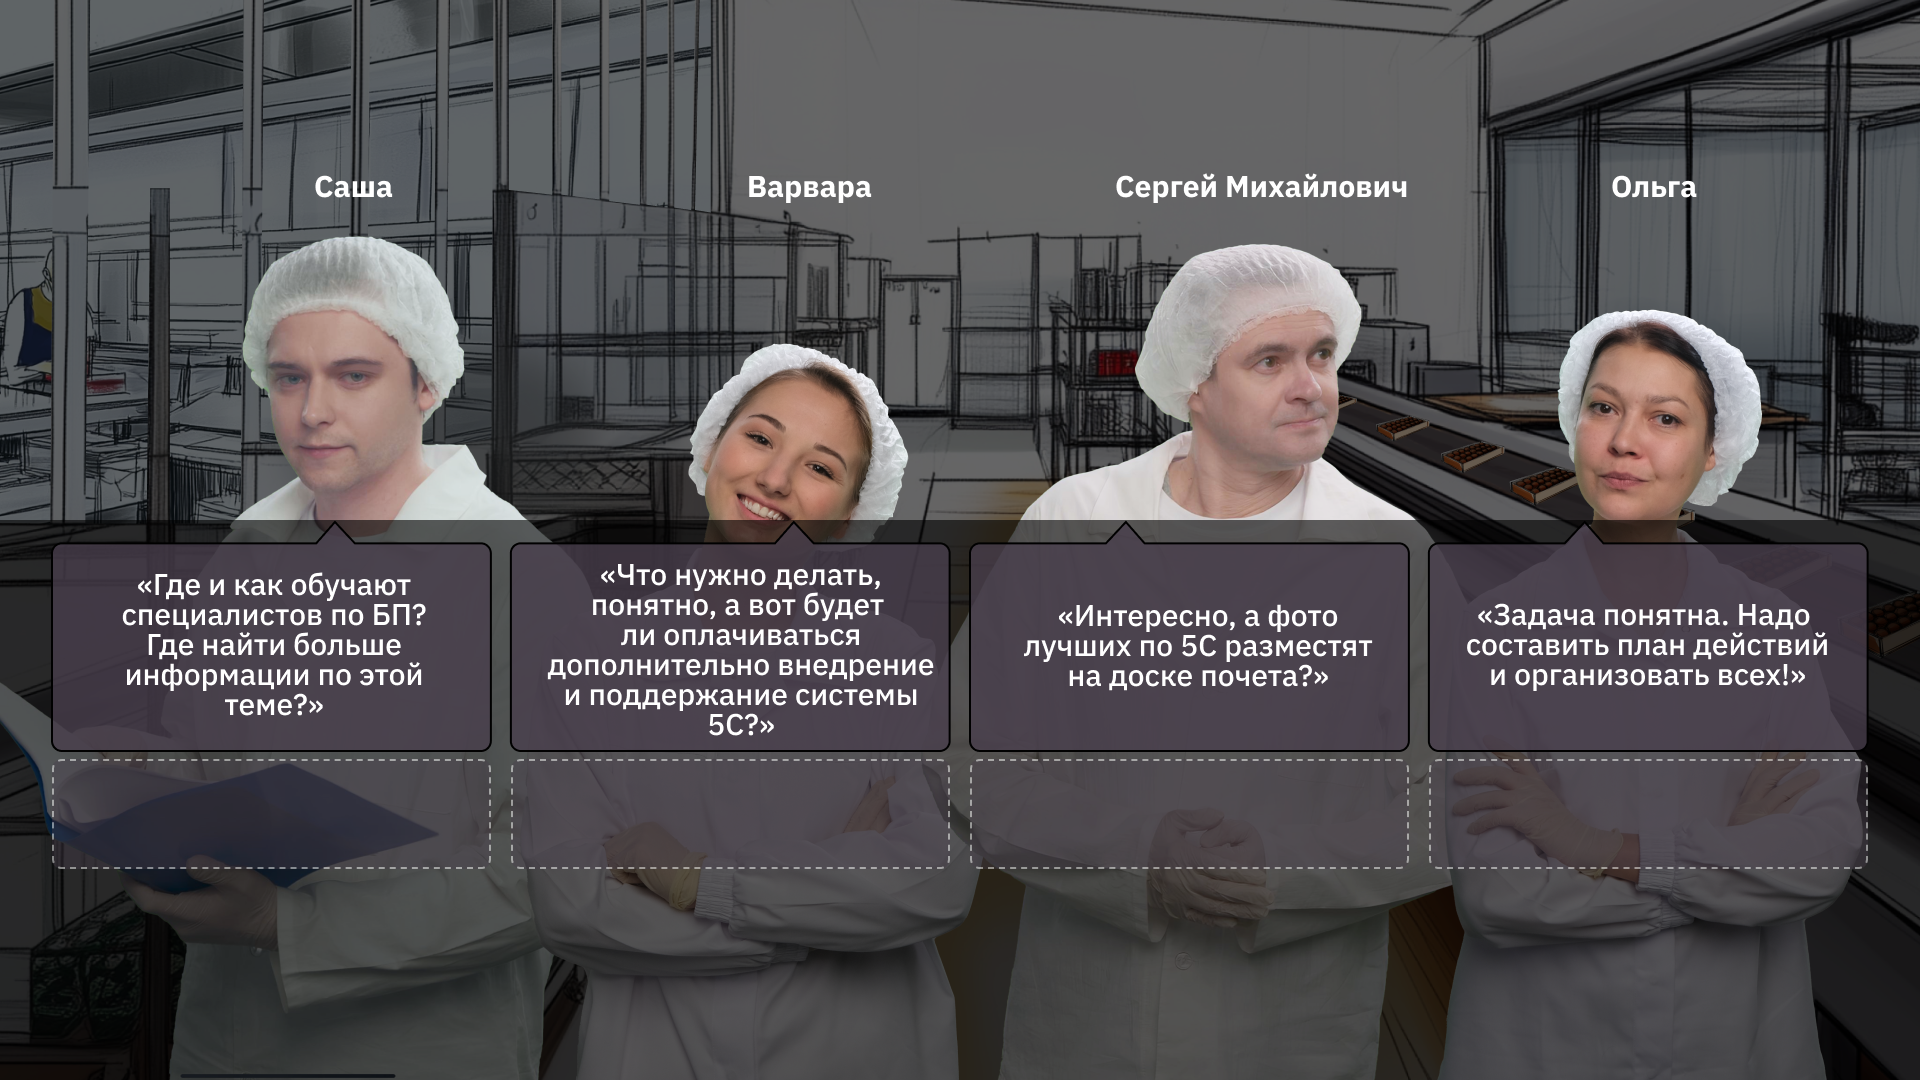 Саша
Варвара
Сергей Михайлович
Ольга
«Где и как обучают
специалистов по БП?
Где найти больше
информации по этой
теме?»
«Что нужно делать,
понятно, а вот будет
ли оплачиваться
дополнительно внедрение
и поддержание системы
5С?»
«Интересно, а фото
лучших по 5С разместят
на доске почета?»
«Задача понятна. Надо
составить план действий
и организовать всех!»